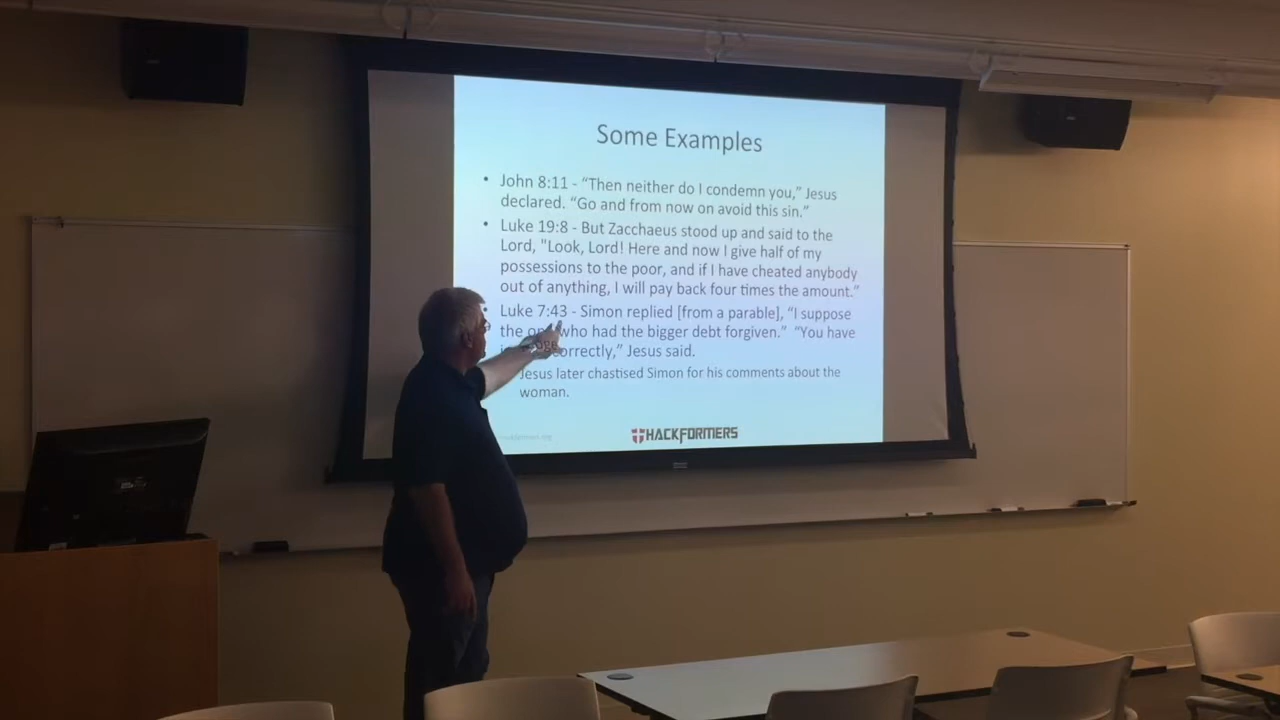 Some Examples
• John 8:11 - “Then neither do I condemn you,” Jesus
declared. “Go and from now on avoid this sin.”
• Luke 19:8 - But Zacchaeus stood up and said to the
Lord, "Look, Lord! Here and now I give half of my
possessions to the poor, and if I have cheated anybody
out of anything, I will pay back four times the amount.”
• Luke 7:43 - Simon replied [from a parable], “I suppose
the one who had the bigger debt forgiven.” “You have
correctly,” Jesus said.
Jesus later chastised Simon for his comments about the
woman.
HACKFORMERS